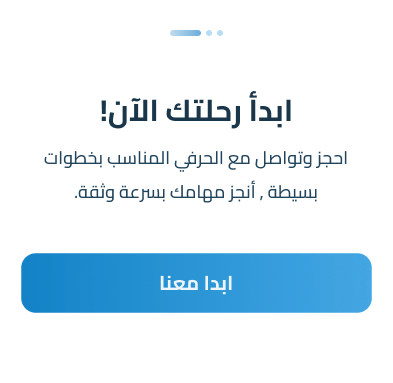 ابدأ رحلتك الآن!
احجز وتواصل مع الحرفي المناسب بخطوات
بسيطة , أنجز مهامك بسرعة وثقة.
ابدا معنا